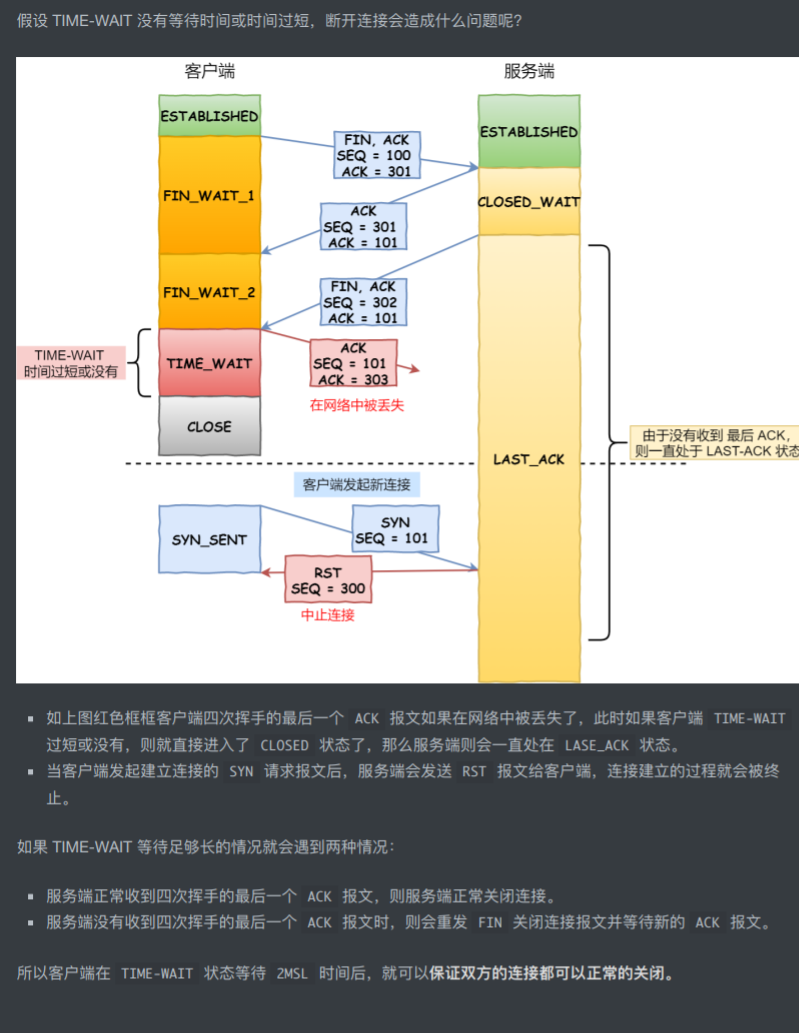 假设 TIME-WAIT 没有等待时间或时间过短，断开连接会造成什么问题呢？
客户端
服务端
ESTABLISHED
ESTABLISHED
FIN, ACK
SEQ = 100
ACK = 301
FIN_WAIT_1
CLOSED_WAIT
ACK
SEQ = 301
ACK = 101
FIN_WAIT_2
FIN, ACK
SEQ = 302
ACK = 101
TIME-WAIT
时间过短或没有
TIME_WAIT
ACK
SEQ = 101
ACK = 303
在网络中被丢失
CLOSE
LAST_ACK
由于没有收到 最后 ACK，
则一直处于 LAST-ACK 状态
客户端发起新连接
SYN_SENT
SYN
SEQ = 101
RST
SEQ = 300
中止连接
如上图红色框框客户端四次挥手的最后一个 ACK 报文如果在网络中被丢失了，此时如果客户端 TIME-WAIT
过短或没有，则就直接进入了 CLOSED 状态了，那么服务端则会一直处在 LASE_ACK 状态。
当客户端发起建立连接的 SYN 请求报文后，服务端会发送 RST 报文给客户端，连接建立的过程就会被终
止。
如果 TIME-WAIT 等待足够长的情况就会遇到两种情况：
服务端正常收到四次挥手的最后一个 ACK 报文，则服务端正常关闭连接。
服务端没有收到四次挥手的最后一个 ACK 报文时，则会重发 FIN 关闭连接报文并等待新的 ACK 报文。
所以客户端在 TIME-WAIT 状态等待 2MSL 时间后，就可以保证双方的连接都可以正常的关闭。